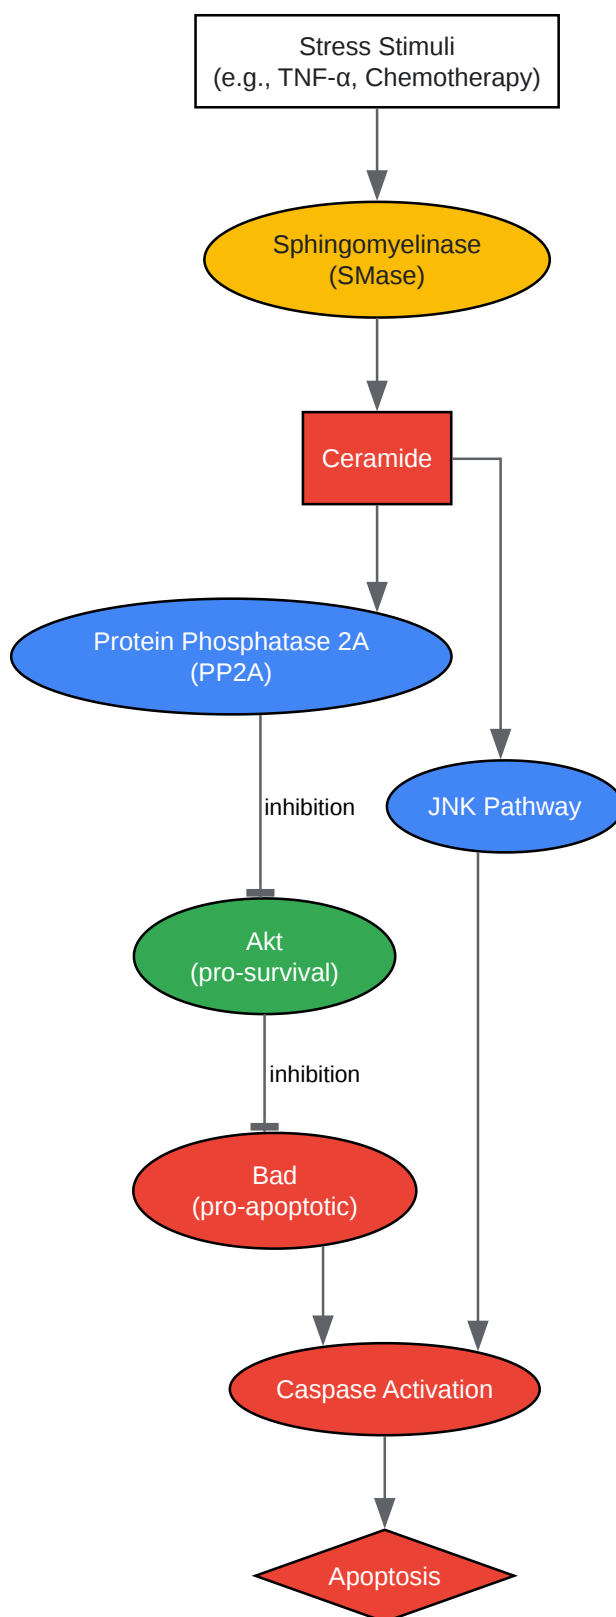 Stress Stimuli
(e.g., TNF-α, Chemotherapy)
Sphingomyelinase
(SMase)
Ceramide
Protein Phosphatase 2A
(PP2A)
inhibition
JNK Pathway
Akt
(pro-survival)
inhibition
Bad
(pro-apoptotic)
Caspase Activation
Apoptosis